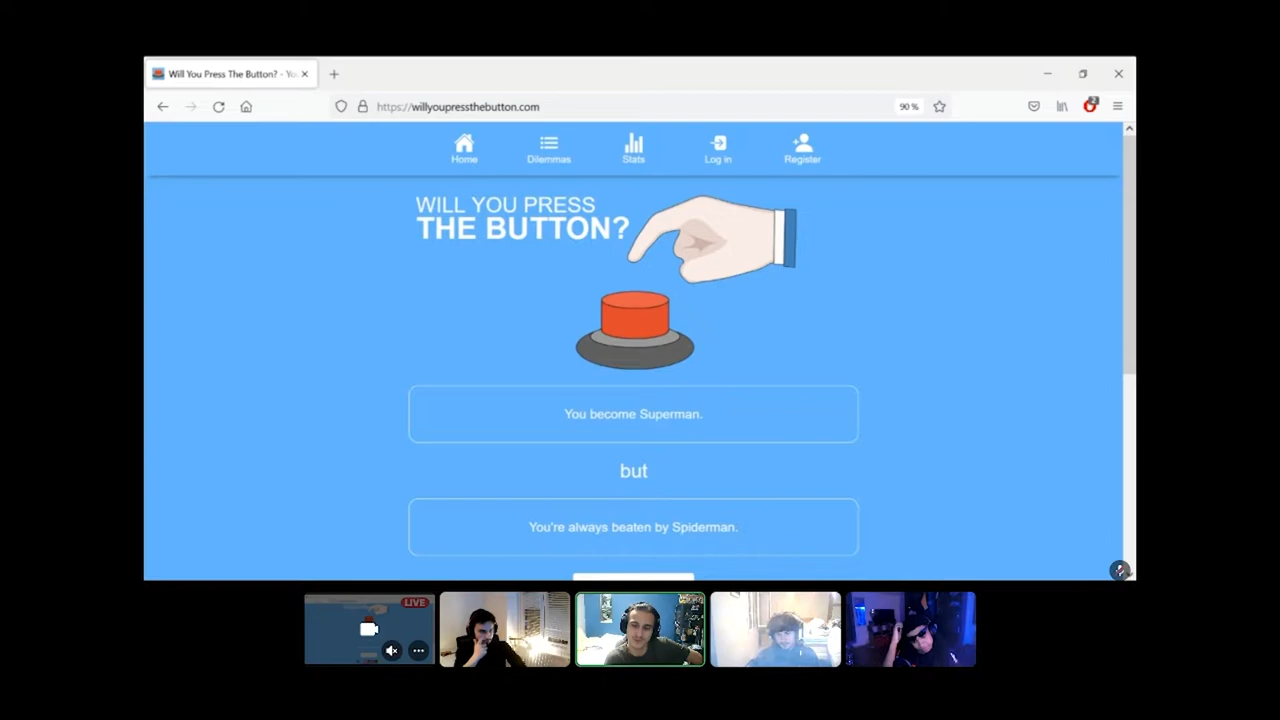 Will You Press The Button? - Yo
https://willyoupressthebutton.com
90 %
2
Home
Dilemmas
Stats
Log in
Register
WILL YOU PRESS
THE BUTTON?
You become Superman.
but
You're always beaten by Spiderman.
LIVE